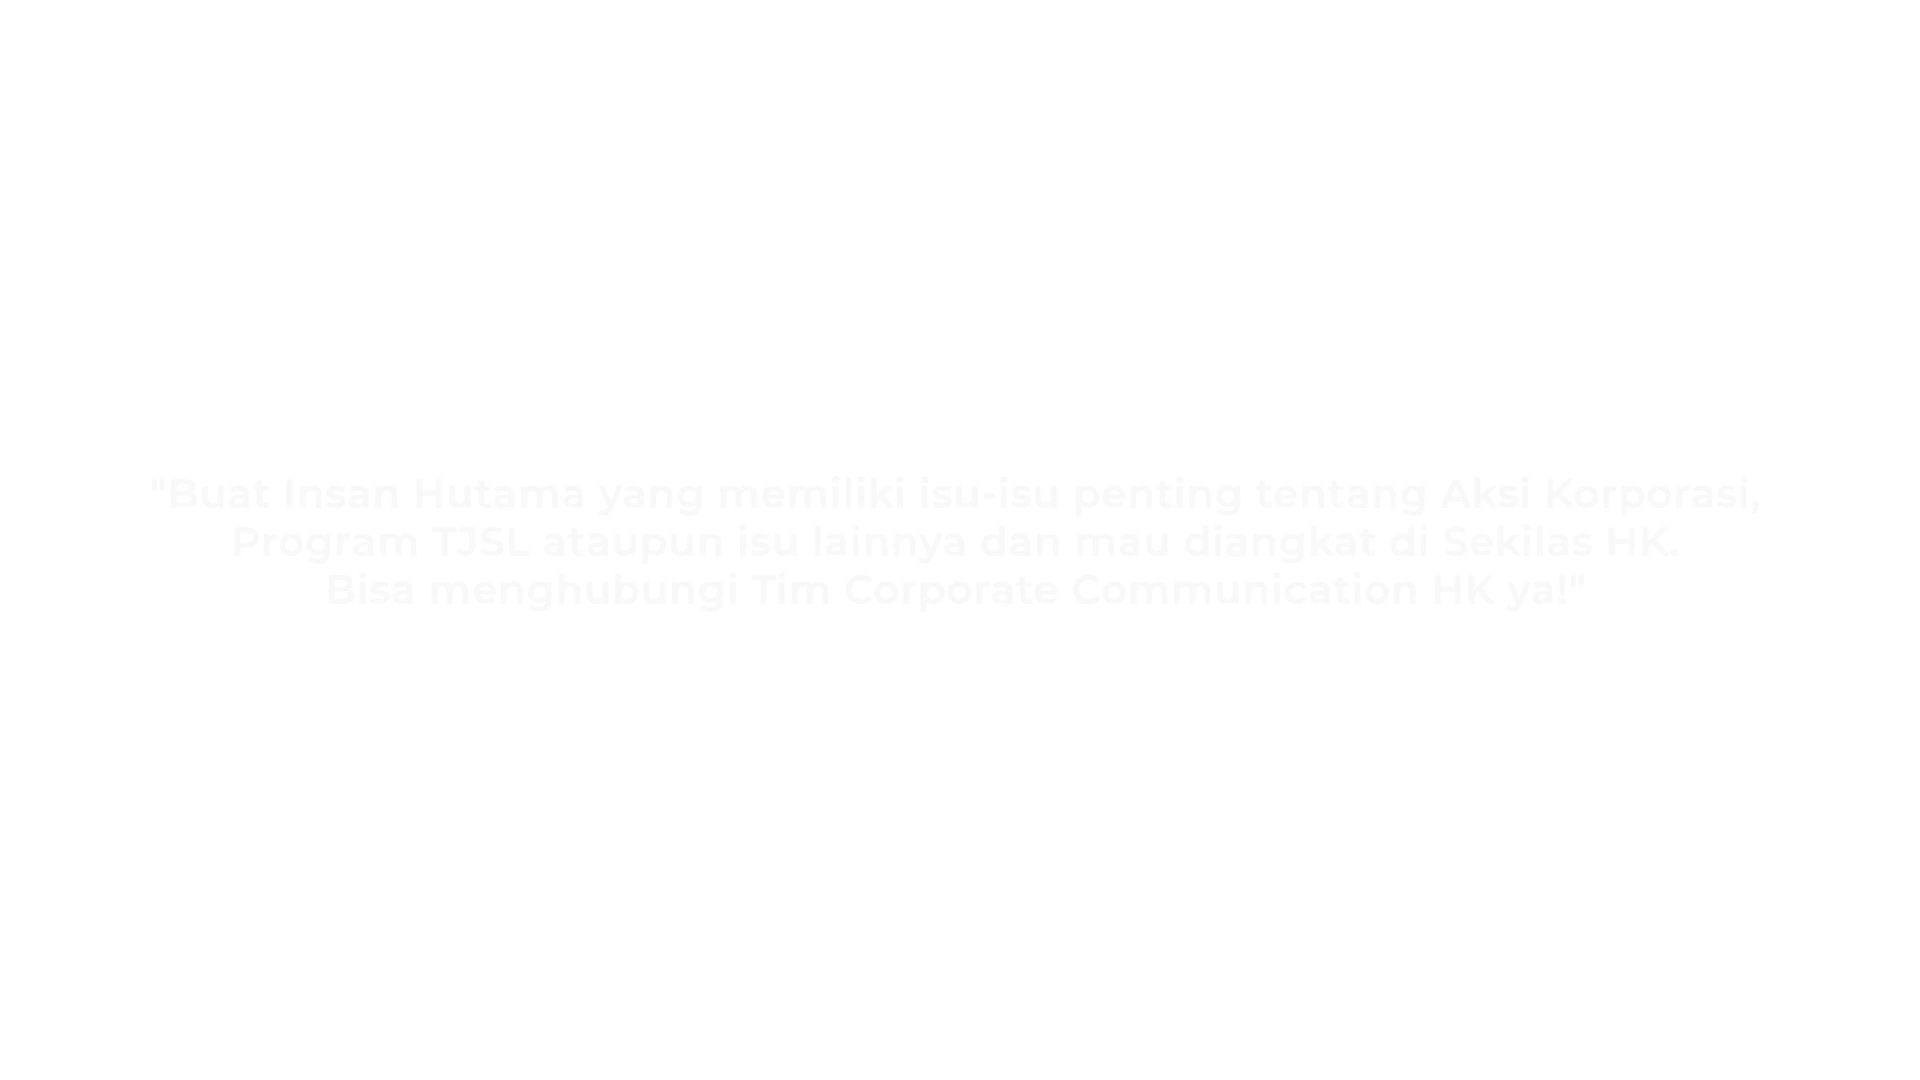 "Buat Insan Hutama yang memiliki isu-isu penting tentang Aksi Korporasi,
Program TJSL ataupun isu lainnya dan mau diangkat di Sekilas HK.
Bisa menghubungi Tim Corporate Communication HK ya!"